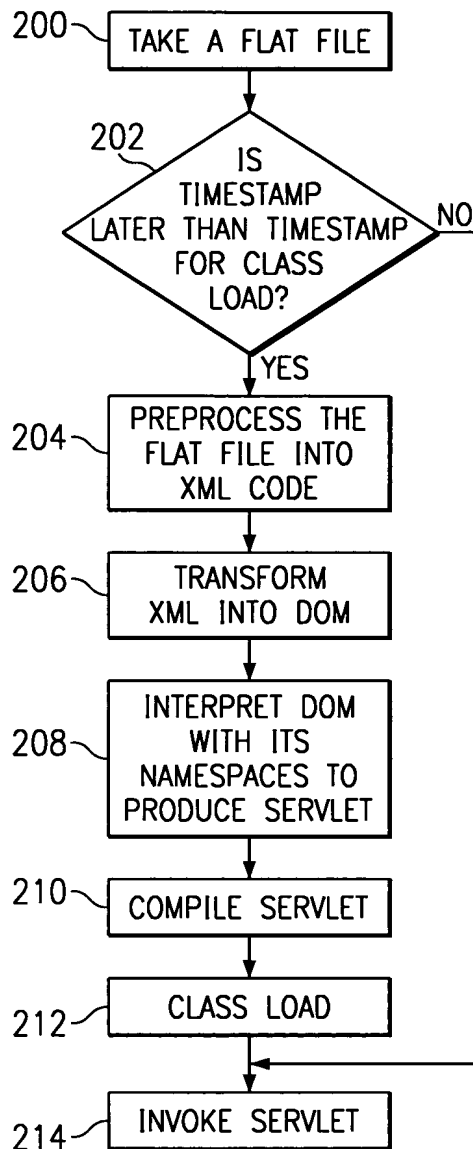 200
TAKE A FLAT FILE
202
IS
TIMESTAMP
LATER THAN TIMESTAMP
FOR CLASS
LOAD?
NO
YES
204
PREPROCESS THE
FLAT FILE INTO
XML CODE
206
TRANSFORM
XML INTO DOM
208
INTERPRET DOM
WITH ITS
NAMESPACES TO
PRODUCE SERVLET
210
COMPILE SERVLET
212
CLASS LOAD
214
INVOKE SERVLET